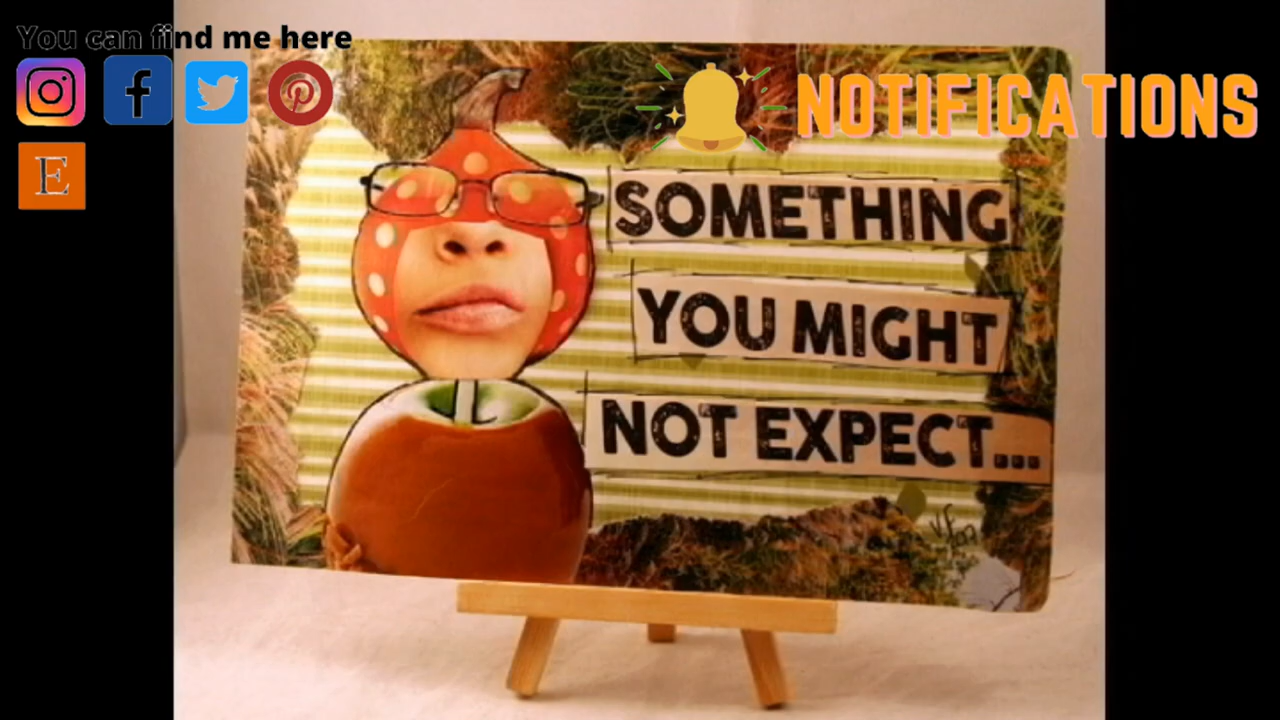 You can find me here
NOTIFICATIONS
E
SOMETHING
YOU MIGHT
NOT EXPECT....